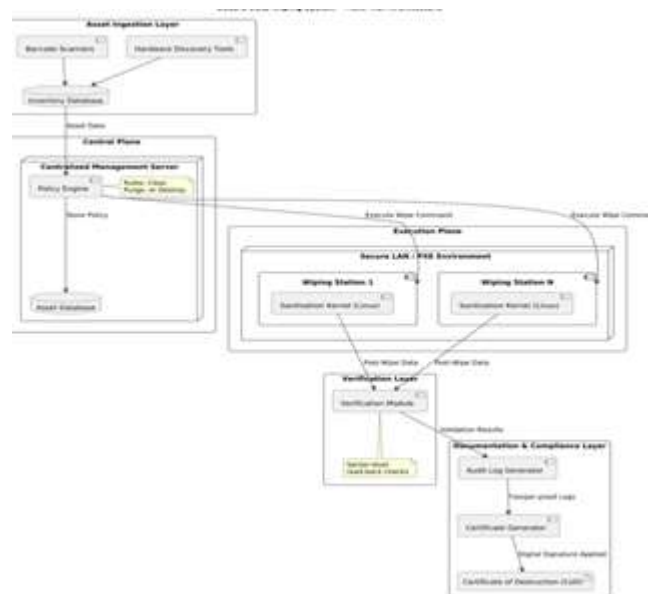 Asset Ingestion Layer
Barcode Scanners
Hardware Discovery Tools
Inventory Database
Asset Data
Control Plane
Centralized Management Server
Policy Engine
Rules: Clear,
Purge, or Destroy
Store Policy
Asset Database
Execute Wipe Command
Execute Wipe Comma
Execution Plane
Secure LAN / PXE Environment
Wiping Station 1
Wiping Station N
Sanitization Kernel (Linux)
Sanitization Kernel (Linux)
Post-Wipe Data
Post-Wipe Data
Verification Layer
Verification Module
Sector-level
read-back checks
Validation Results
Documentation & Compliance Layer
Audit Log Generator
Tamper-proof Logs
Certificate Generator
Digital Signature Applied
Certificate of Destruction